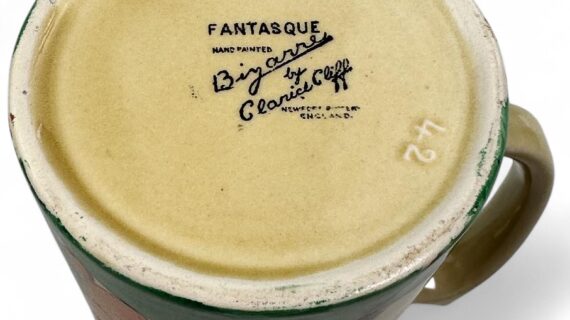 FANTASQUE
HAND PAINTED
Bizarre
by
Clarice Cliff
NEWPORT POTTERY
ENGLAND.
42